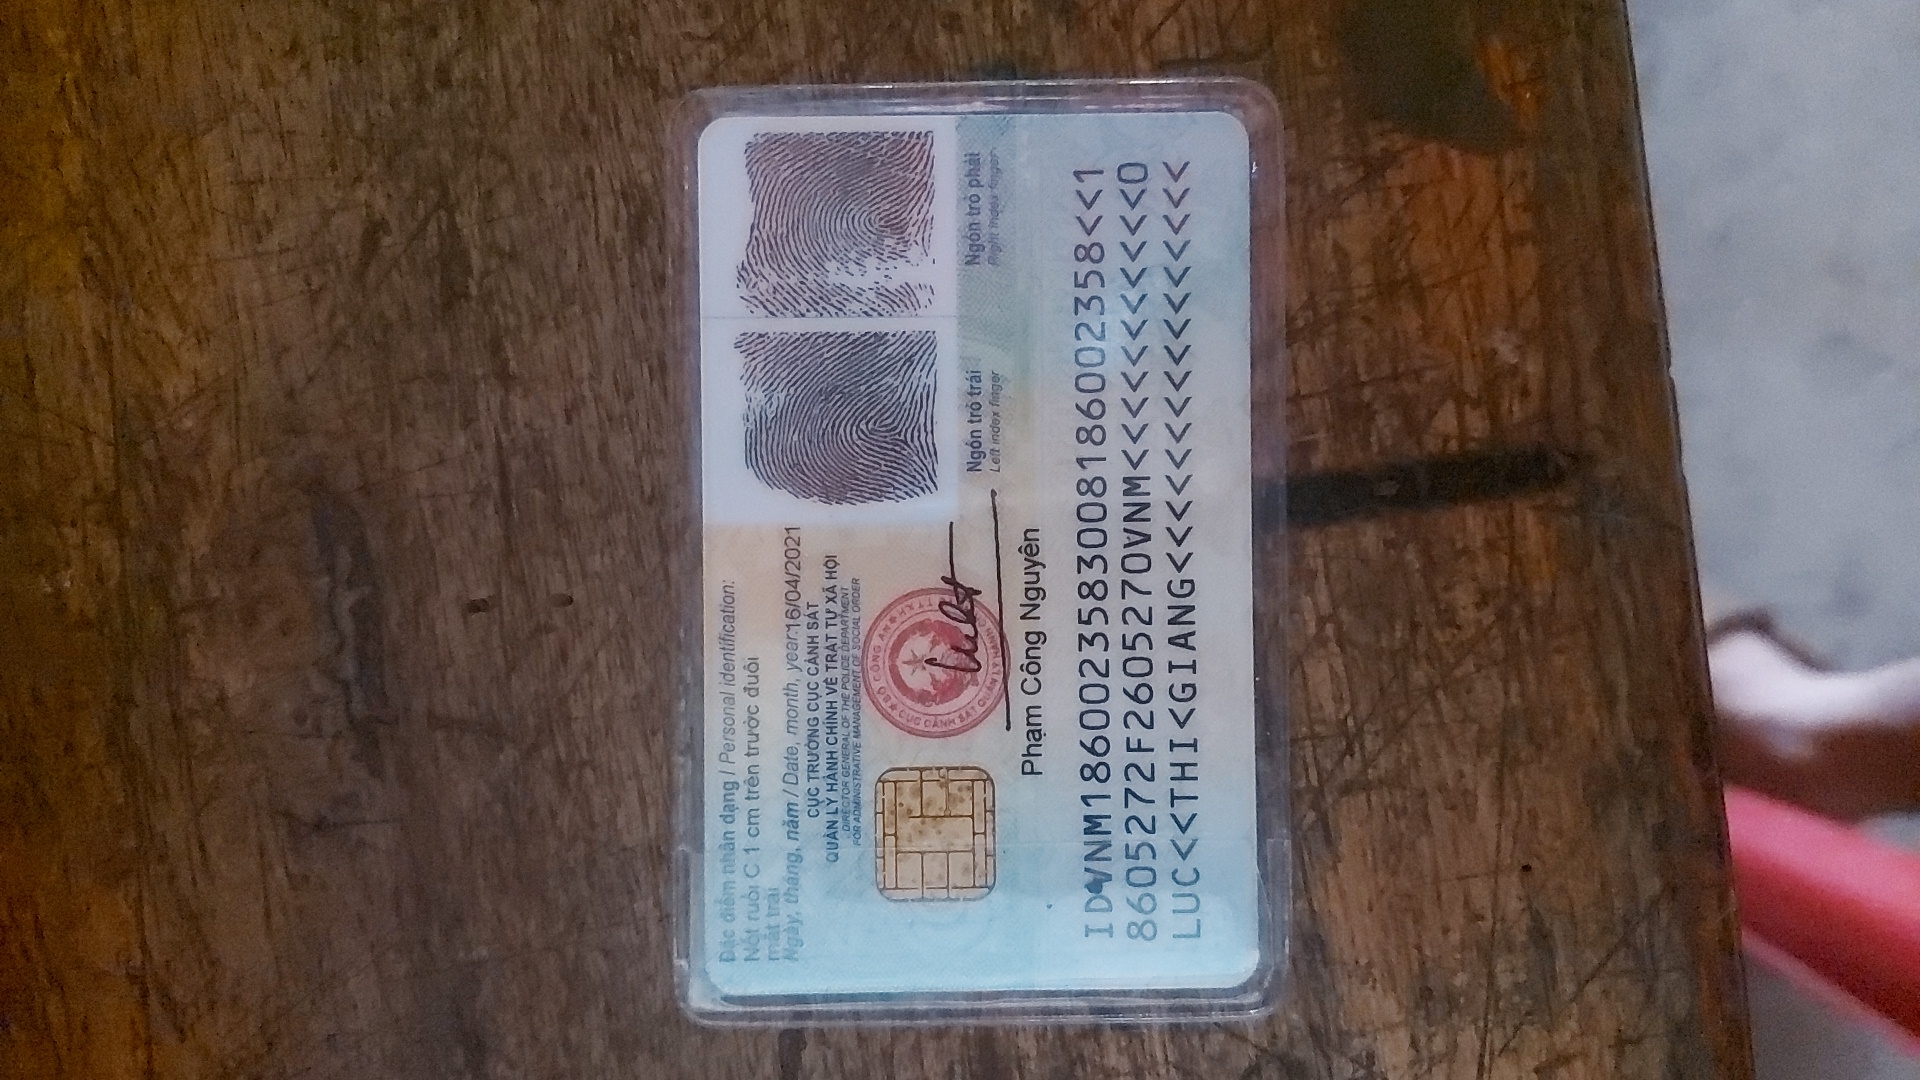 Đặc điểm nhân dạng / Personal identification:
Nốt ruồi C 1 cm trên trước đuôi
mắt trái
Ngày, tháng, năm / Date, month, year:16/04/2021
CỤC TRƯỞNG CỤC CẢNH SÁT
QUẢN LÝ HÀNH CHÍNH VỀ TRẬT TỰ XÃ HỘI
DIRECTOR GENERAL OF THE POLICE DEPARTMENT
FOR ADMINISTRATIVE MANAGEMENT OF SOCIAL ORDER
BỘ CÔNG AN
CỤC CẢNH SÁT QUẢN LÝ HÀNH
Ngón trỏ trái
Left index finger
Ngón trỏ phải
Right index finger
Phạm Công Nguyên
IDVNM1860023583008186002358<<1
8605272F2605270VNM<<<<<<<<<<<0
LUC<<THI<GIANG<<<<<<<<<<<<<<<<